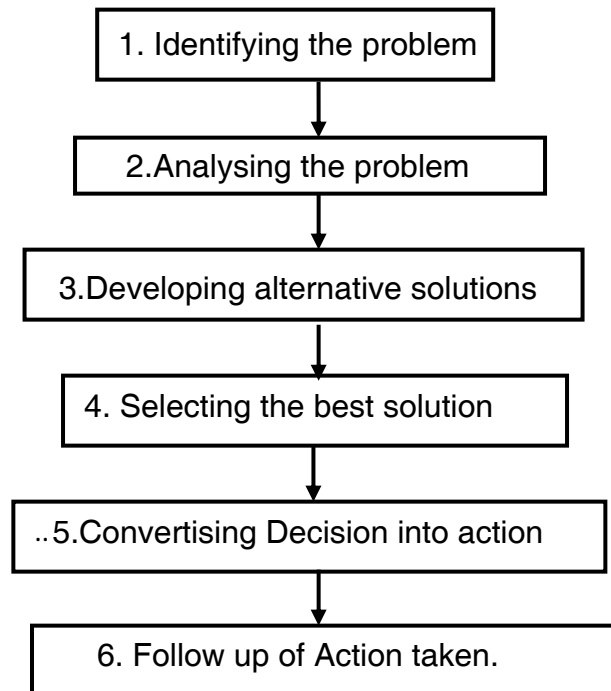 1. Identifying the problem
2.Analysing the problem
3.Developing alternative solutions
4. Selecting the best solution
..5.Convertising Decision into action
6. Follow up of Action taken.